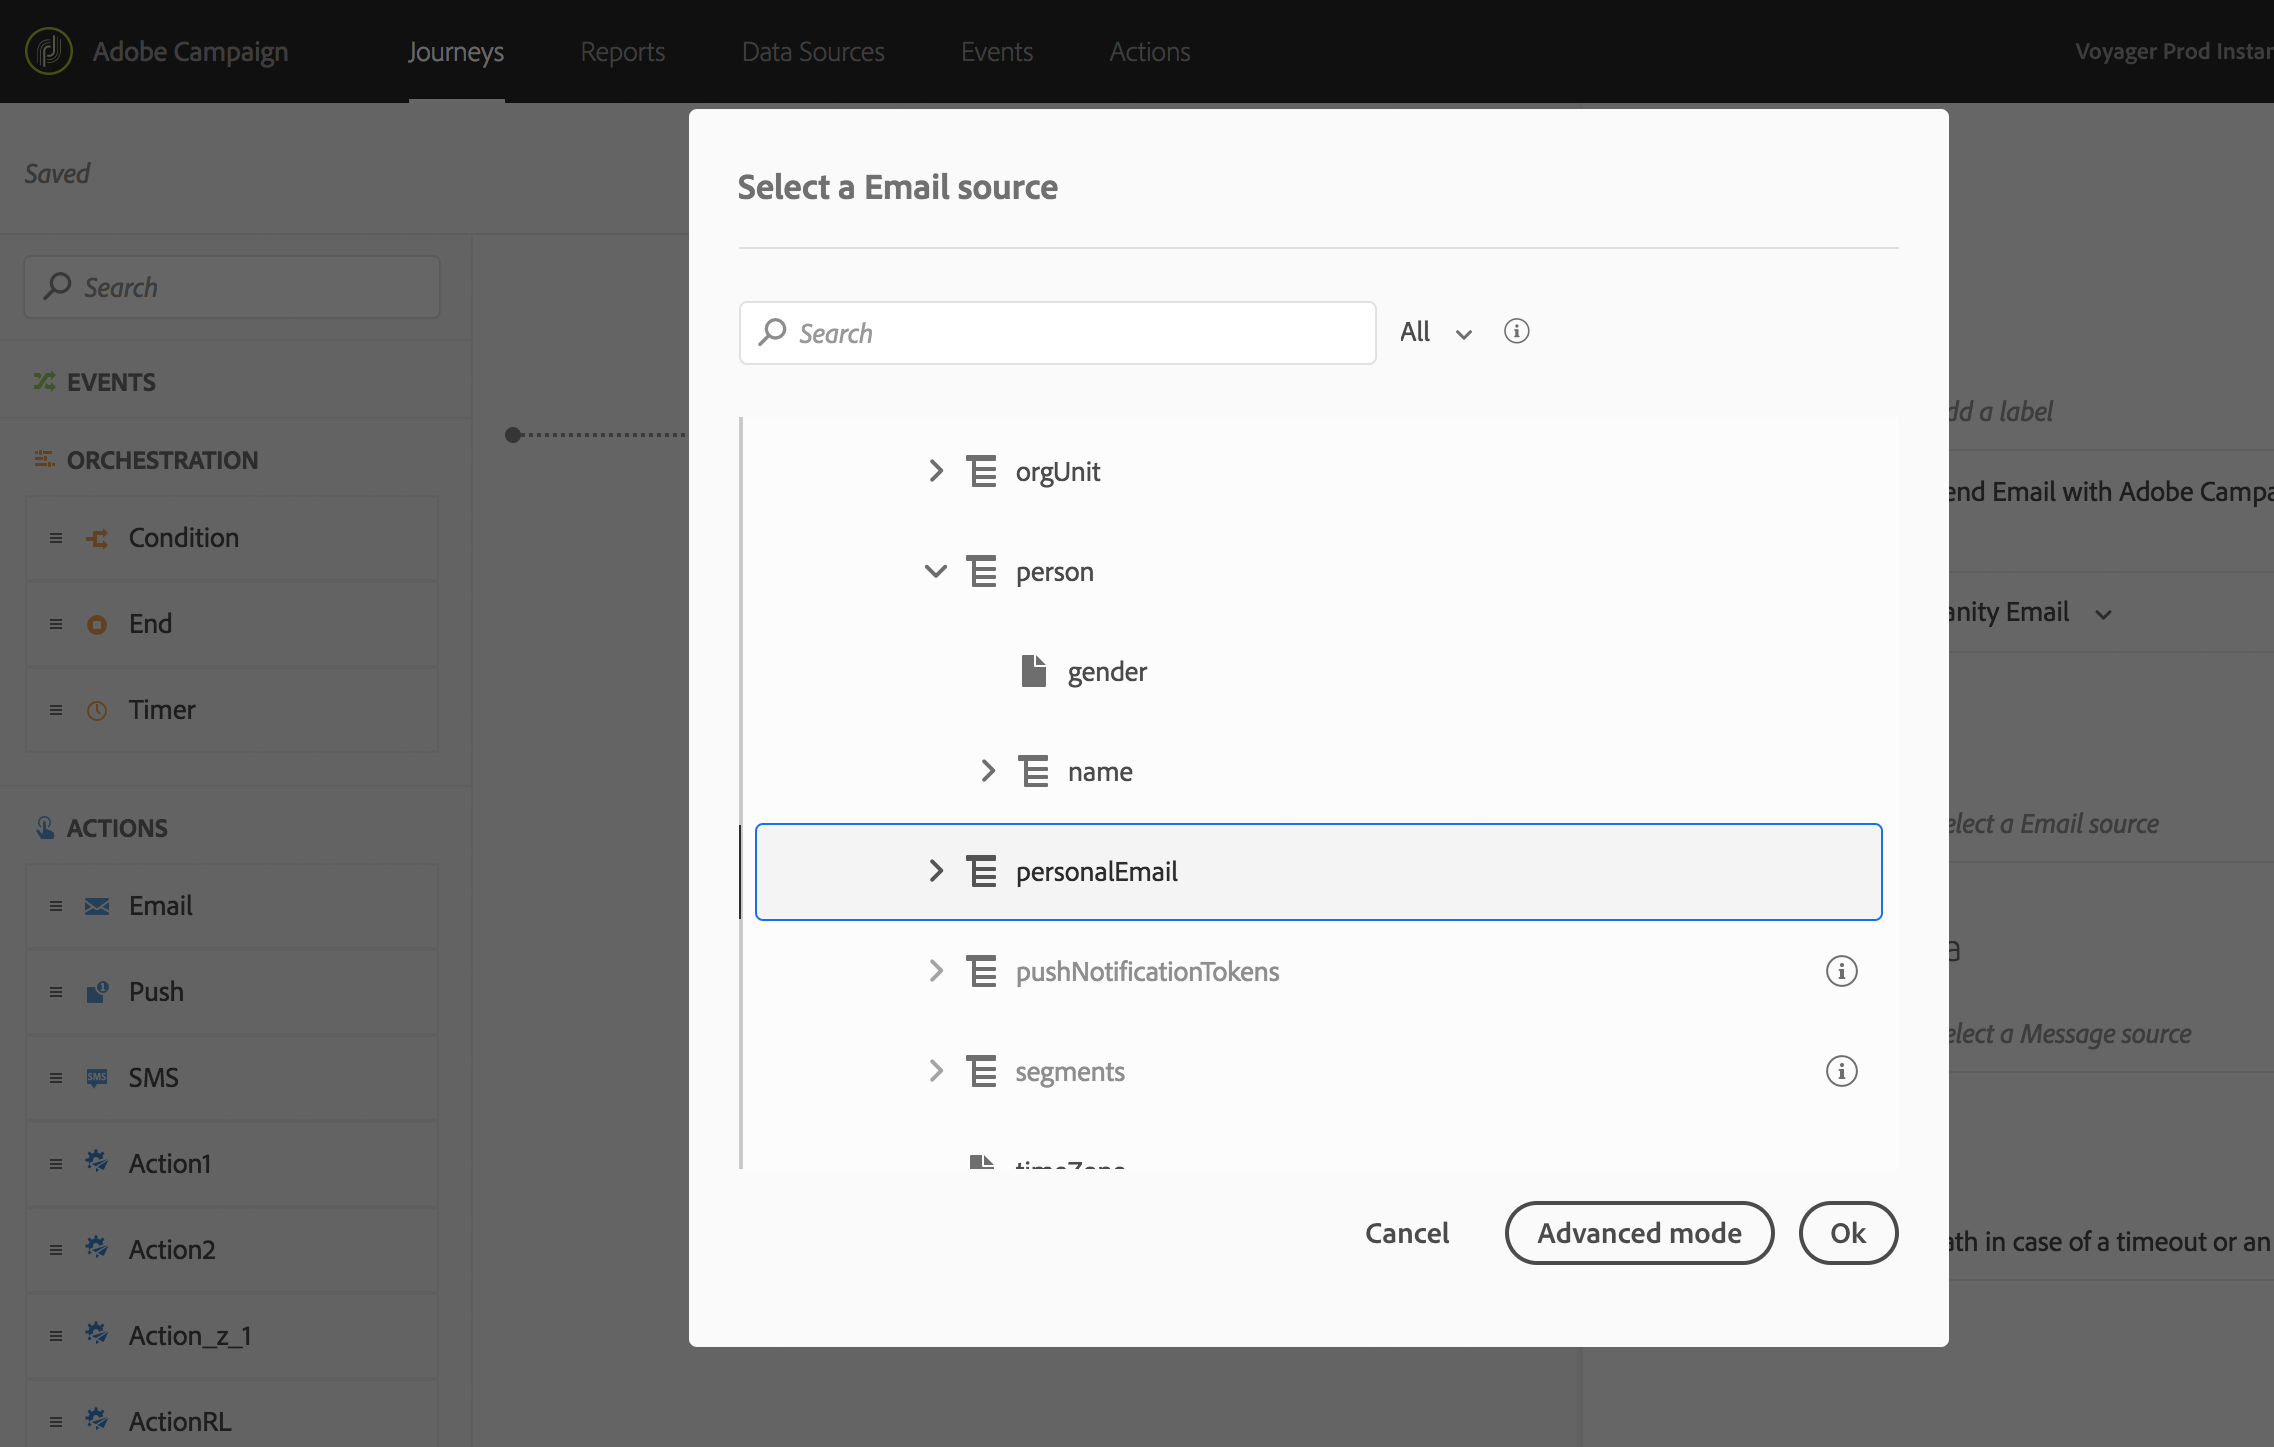 Adobe Campaign
Journeys
Reports
Data Sources
Events
Actions
Voyager Prod Instan
Saved
Search
EVENTS
ORCHESTRATION
Condition
End
Timer
ACTIONS
Email
Push
SMS
Action1
Action2
Action_z_1
ActionRL
Select a Email source
Search
All
orgUnit
person
gender
name
personalEmail
pushNotificationTokens
segments
timeZone
Cancel
Advanced mode
Ok
dd a label
end Email with Adobe Campa
anity Email
elect a Email source
a
elect a Message source
ath in case of a timeout or an